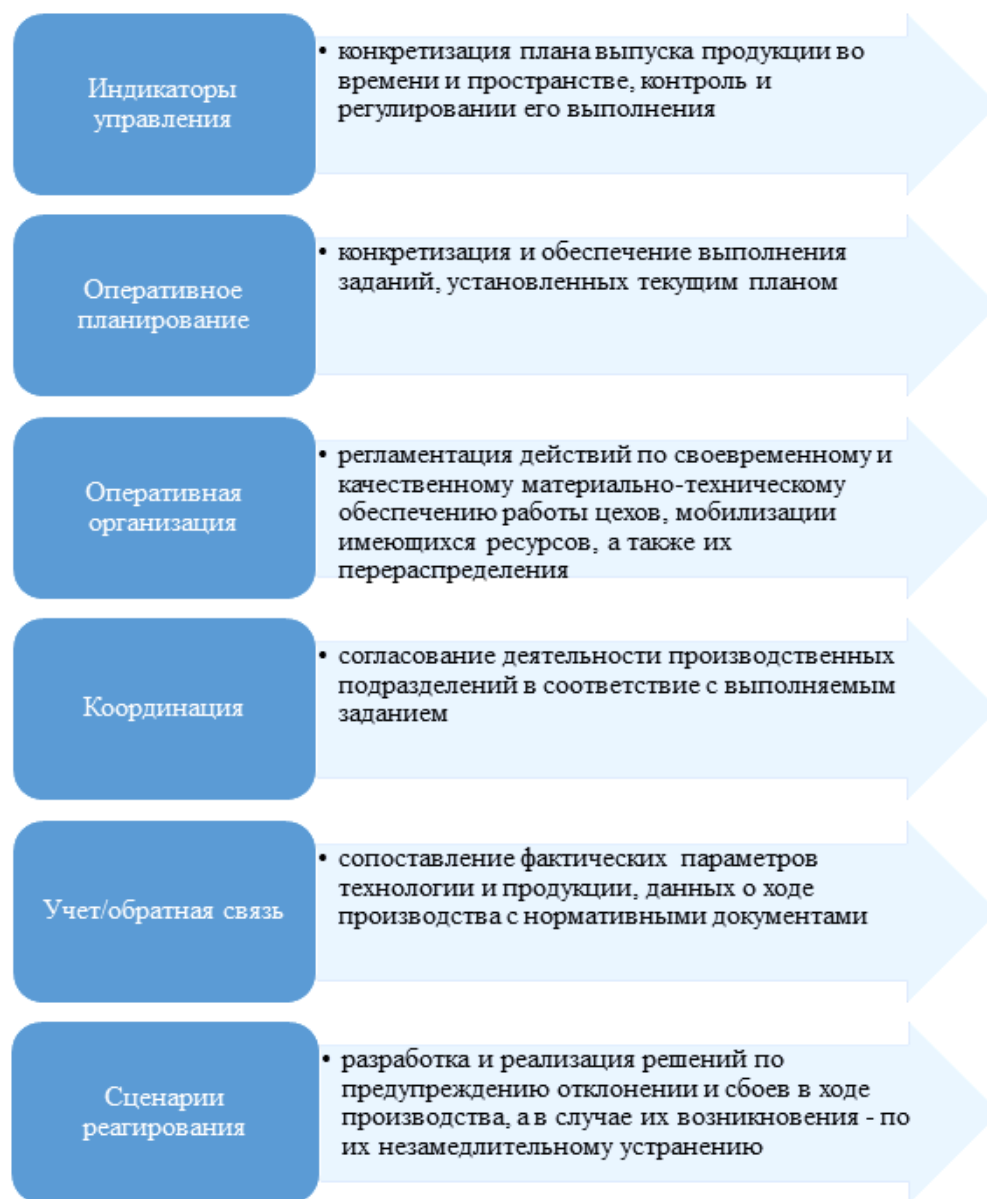 Индикаторы
управления
• конкретизация плана выпуска продукции во
времени и пространстве, контроль и
регулировании его выполнения
Оперативное
планирование
• конкретизация и обеспечение выполнения
заданий, установленных текущим планом
Оперативная
организация
• регламентация действий по своевременному и
качественному материально-техническому
обеспечению работы цехов, мобилизации
имеющихся ресурсов, а также их
перераспределения
Координация
• согласование деятельности производственных
подразделений в соответствие с выполняемым
заданием
Учет/обратная связь
• сопоставление фактических параметров
технологии и продукции, данных о ходе
производства с нормативными документами
Сценарии
реагирования
• разработка и реализация решений по
предупреждению отклонении и сбоев в ходе
производства, а в случае их возникновения - по
их незамедлительному устранению